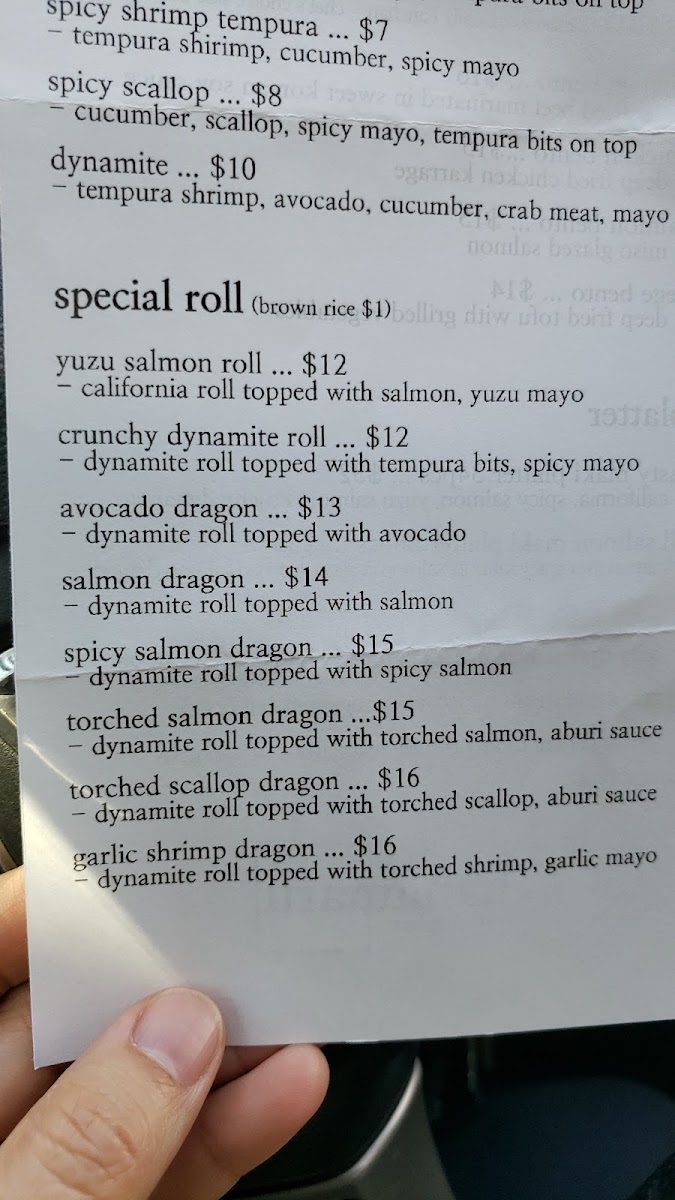 bits on top
spicy shrimp tempura ... $7
– tempura shirimp, cucumber, spicy mayo
spicy scallop ... $8
– cucumber, scallop, spicy mayo, tempura bits on top
dynamite ... $10
– tempura shrimp, avocado, cucumber, crab meat, mayo
special roll (brown rice $1)
yuzu salmon roll ... $12
– california roll topped with salmon, yuzu mayo
crunchy dynamite roll ... $12
– dynamite roll topped with tempura bits, spicy mayo
avocado dragon ... $13
– dynamite roll topped with avocado
salmon dragon ... $14
– dynamite roll topped with salmon
spicy salmon dragon ... $15
– dynamite roll topped with spicy salmon
torched salmon dragon ...$15
– dynamite roll topped with torched salmon, aburi sauce
torched scallop dragon ... $16
– dynamite roll topped with torched scallop, aburi sauce
garlic shrimp dragon ... $16
– dynamite roll topped with torched shrimp, garlic mayo